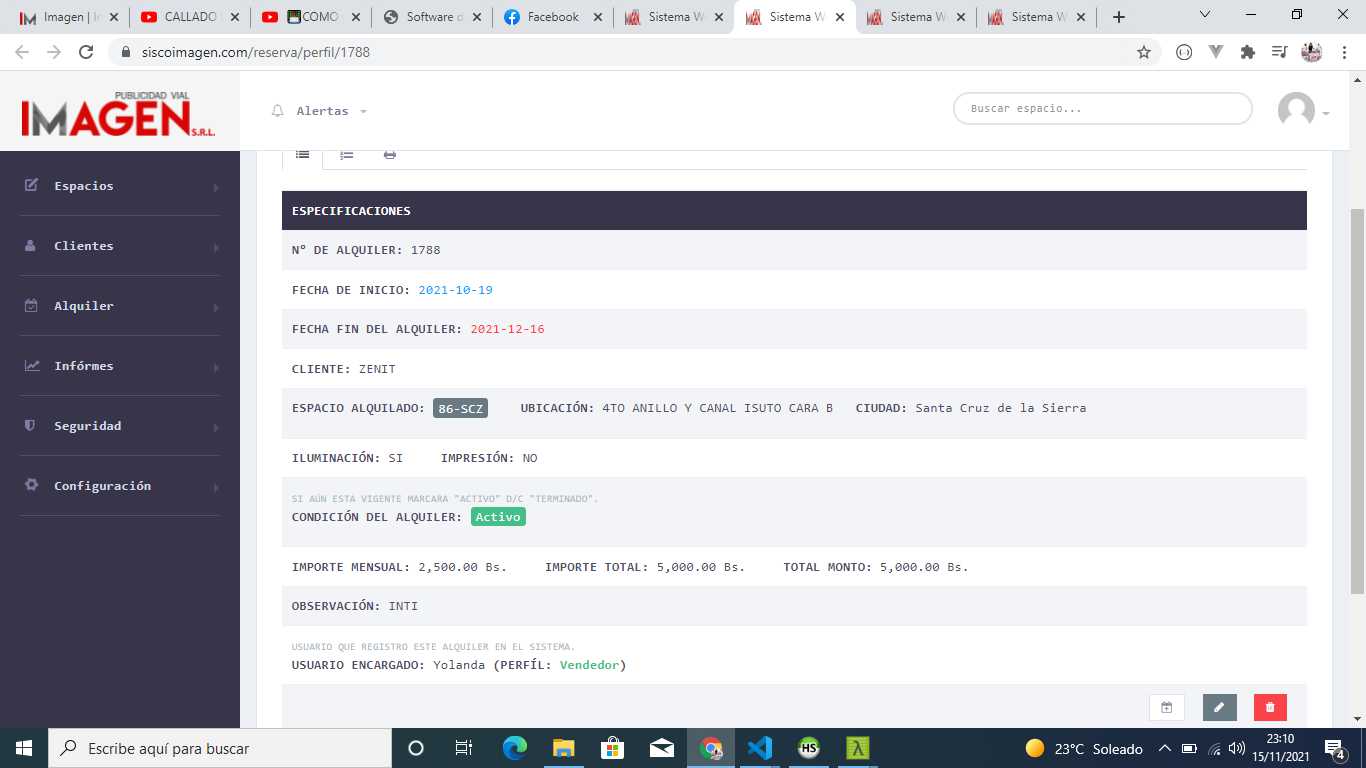 Imagen | In
CALLADO
COMO
Software d
Facebook
Sistema W
Sistema W
Sistema W
Sistema W
siscoimagen.com/reserva/perfil/1788
PUBLICIDAD VIAL
IMAGEN S.R.L.
Alertas
Buscar espacio...
Espacios
Clientes
Alquiler
Infórmes
Seguridad
Configuración
ESPECIFICACIONES
N° DE ALQUILER: 1788
FECHA DE INICIO: 2021-10-19
FECHA FIN DEL ALQUILER: 2021-12-16
CLIENTE: ZENIT
ESPACIO ALQUILADO: 86-SCZ UBICACIÓN: 4TO ANILLO Y CANAL ISUTO CARA B CIUDAD: Santa Cruz de la Sierra
ILUMINACIÓN: SI IMPRESIÓN: NO
SI AÚN ESTA VIGENTE MARCARA "ACTIVO" D/C "TERMINADO".
CONDICIÓN DEL ALQUILER: Activo
IMPORTE MENSUAL: 2,500.00 Bs. IMPORTE TOTAL: 5,000.00 Bs. TOTAL MONTO: 5,000.00 Bs.
OBSERVACIÓN: INTI
USUARIO QUE REGISTRO ESTE ALQUILER EN EL SISTEMA.
USUARIO ENCARGADO: Yolanda (PERFÍL: Vendedor)
Escribe aquí para buscar
HS
23°C Soleado
23:10
15/11/2021
4